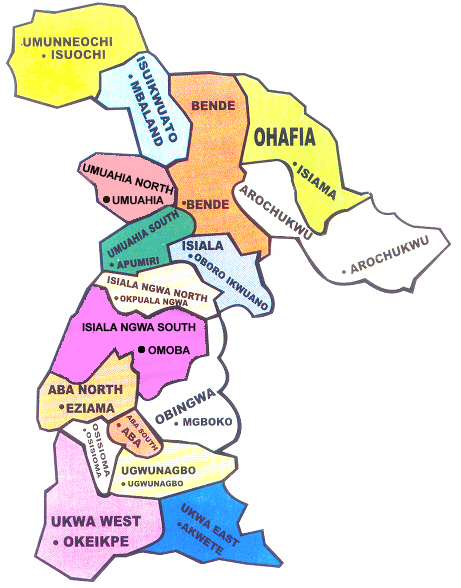 UMUNNEOCHI
ISUOCHI
ISUIKWUATO
MBALAND
BENDE
OHAFIA
ISIAMA
UMUAHIA NORTH
UMUAHIA
BENDE
AROCHUKWU
AROCHUKWU
UMUAHIA SOUTH
APUMIRI
ISIALA
OBORO IKWUANO
ISIALA NGWA NORTH
OKPUALA NGWA
ISIALA NGWA SOUTH
OMOBA
ABA NORTH
EZIAMA
OBINGWA
MGBOKO
OSISIOMA
OSISIOMA
ABA SOUTH
ABA
UGWUNAGBO
UGWUNAGBO
UKWA WEST
OKEIKPE
UKWA EAST
AKWETE